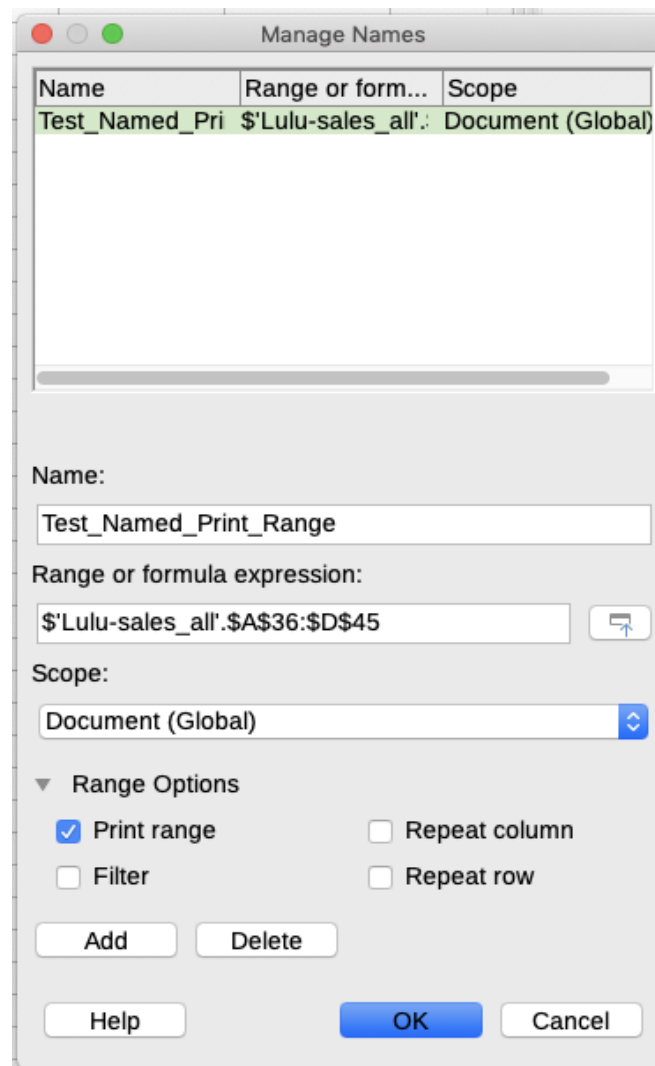 Manage Names
Name Range or form... Scope
Test_Named_Pri $'Lulu-sales_all'.: Document (Global)
Name:
Test_Named_Print_Range
Range or formula expression:
$'Lulu-sales_all'.$A$36:$D$45
Scope:
Document (Global)
Range Options
Print range Repeat column
Filter Repeat row
Add Delete
Help OK Cancel